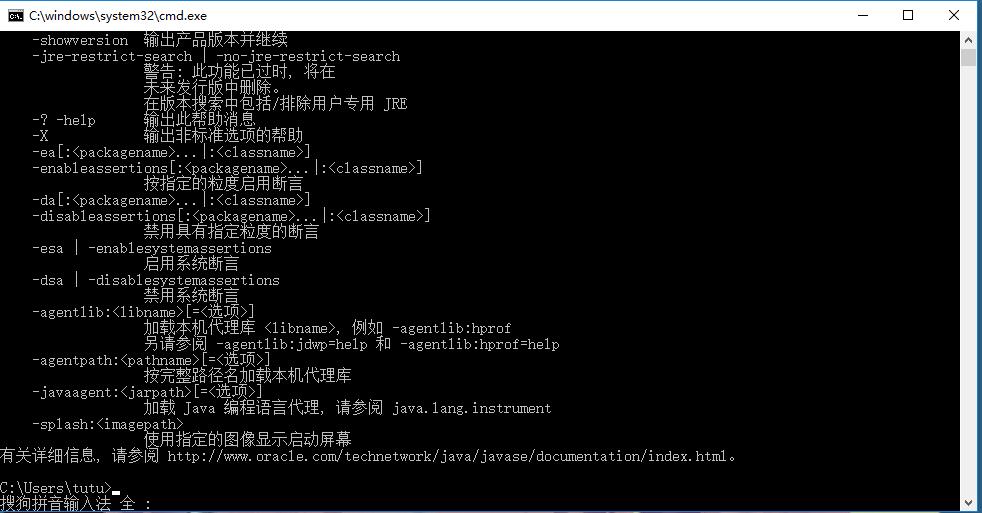 C:\windows\system32\cmd.exe
-showversion 输出产品版本并继续
-jre-restrict-search | -no-jre-restrict-search
警告: 此功能已过时, 将在
未来发行版中删除。
在版本搜索中包括/排除用户专用 JRE
-? -help 输出此帮助消息
-X 输出非标准选项的帮助
-ea[:<packagename>...|:<classname>]
-enableassertions[:<packagename>...|:<classname>]
按指定的粒度启用断言
-da[:<packagename>...|:<classname>]
-disableassertions[:<packagename>...|:<classname>]
禁用具有指定粒度的断言
-esa | -enablesystemassertions
启用系统断言
-dsa | -disablesystemassertions
禁用系统断言
-agentlib:<libname>[=<选项>]
加载本机代理库 <libname>, 例如 -agentlib:hprof
另请参阅 -agentlib:jdwp=help 和 -agentlib:hprof=help
-agentpath:<pathname>[=<选项>]
按完整路径名加载本机代理库
-javaagent:<jarpath>[=<选项>]
加载 Java 编程语言代理, 请参阅 java.lang.instrument
-splash:<imagepath>
使用指定的图像显示启动屏幕
有关详细信息, 请参阅 http://www.oracle.com/technetwork/java/javase/documentation/index.html。
C:\Users\tutu>
搜狗拼音输入法 全 :